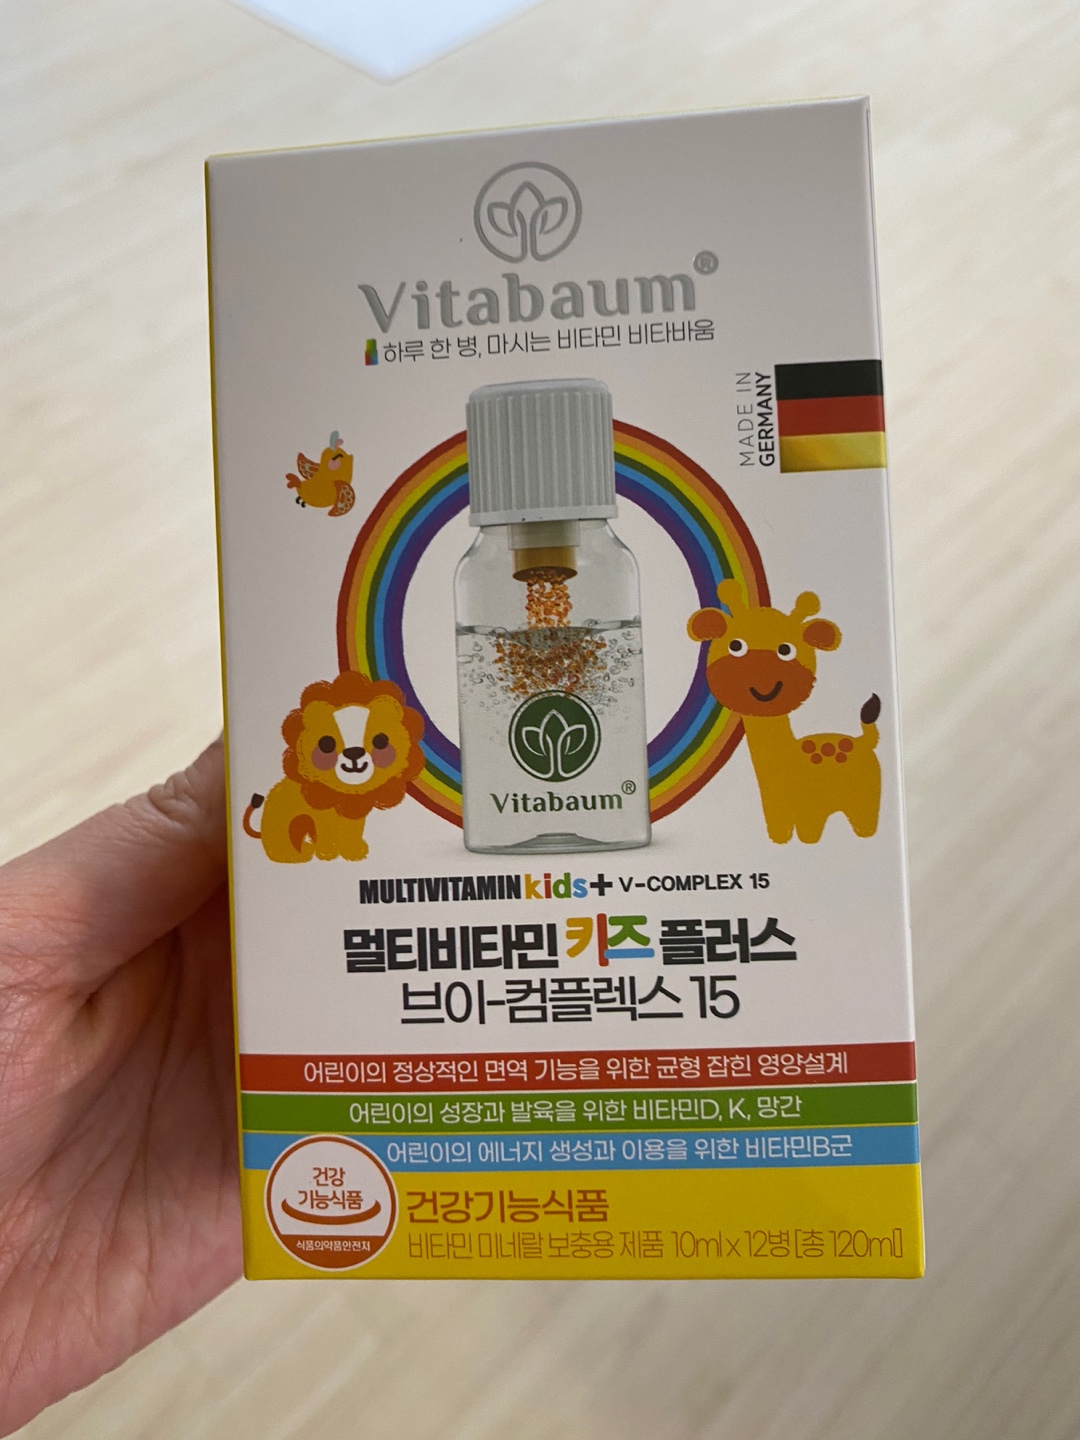 Vitabaum®
하루 한 병, 마시는 비타민 비타바움
MADE IN
GERMANY
Vitabaum®
MULTIVITAMIN kids+ V-COMPLEX 15
멀티비타민 키즈 플러스
브이-컴플렉스 15
어린이의 정상적인 면역 기능을 위한 균형 잡힌 영양설계
어린이의 성장과 발육을 위한 비타민D, K, 망간
어린이의 에너지 생성과 이용을 위한 비타민B군
건강
기능식품
식품의약품안전처
건강기능식품
비타민 미네랄 보충용 제품 10ml x 12병 [총 120ml]